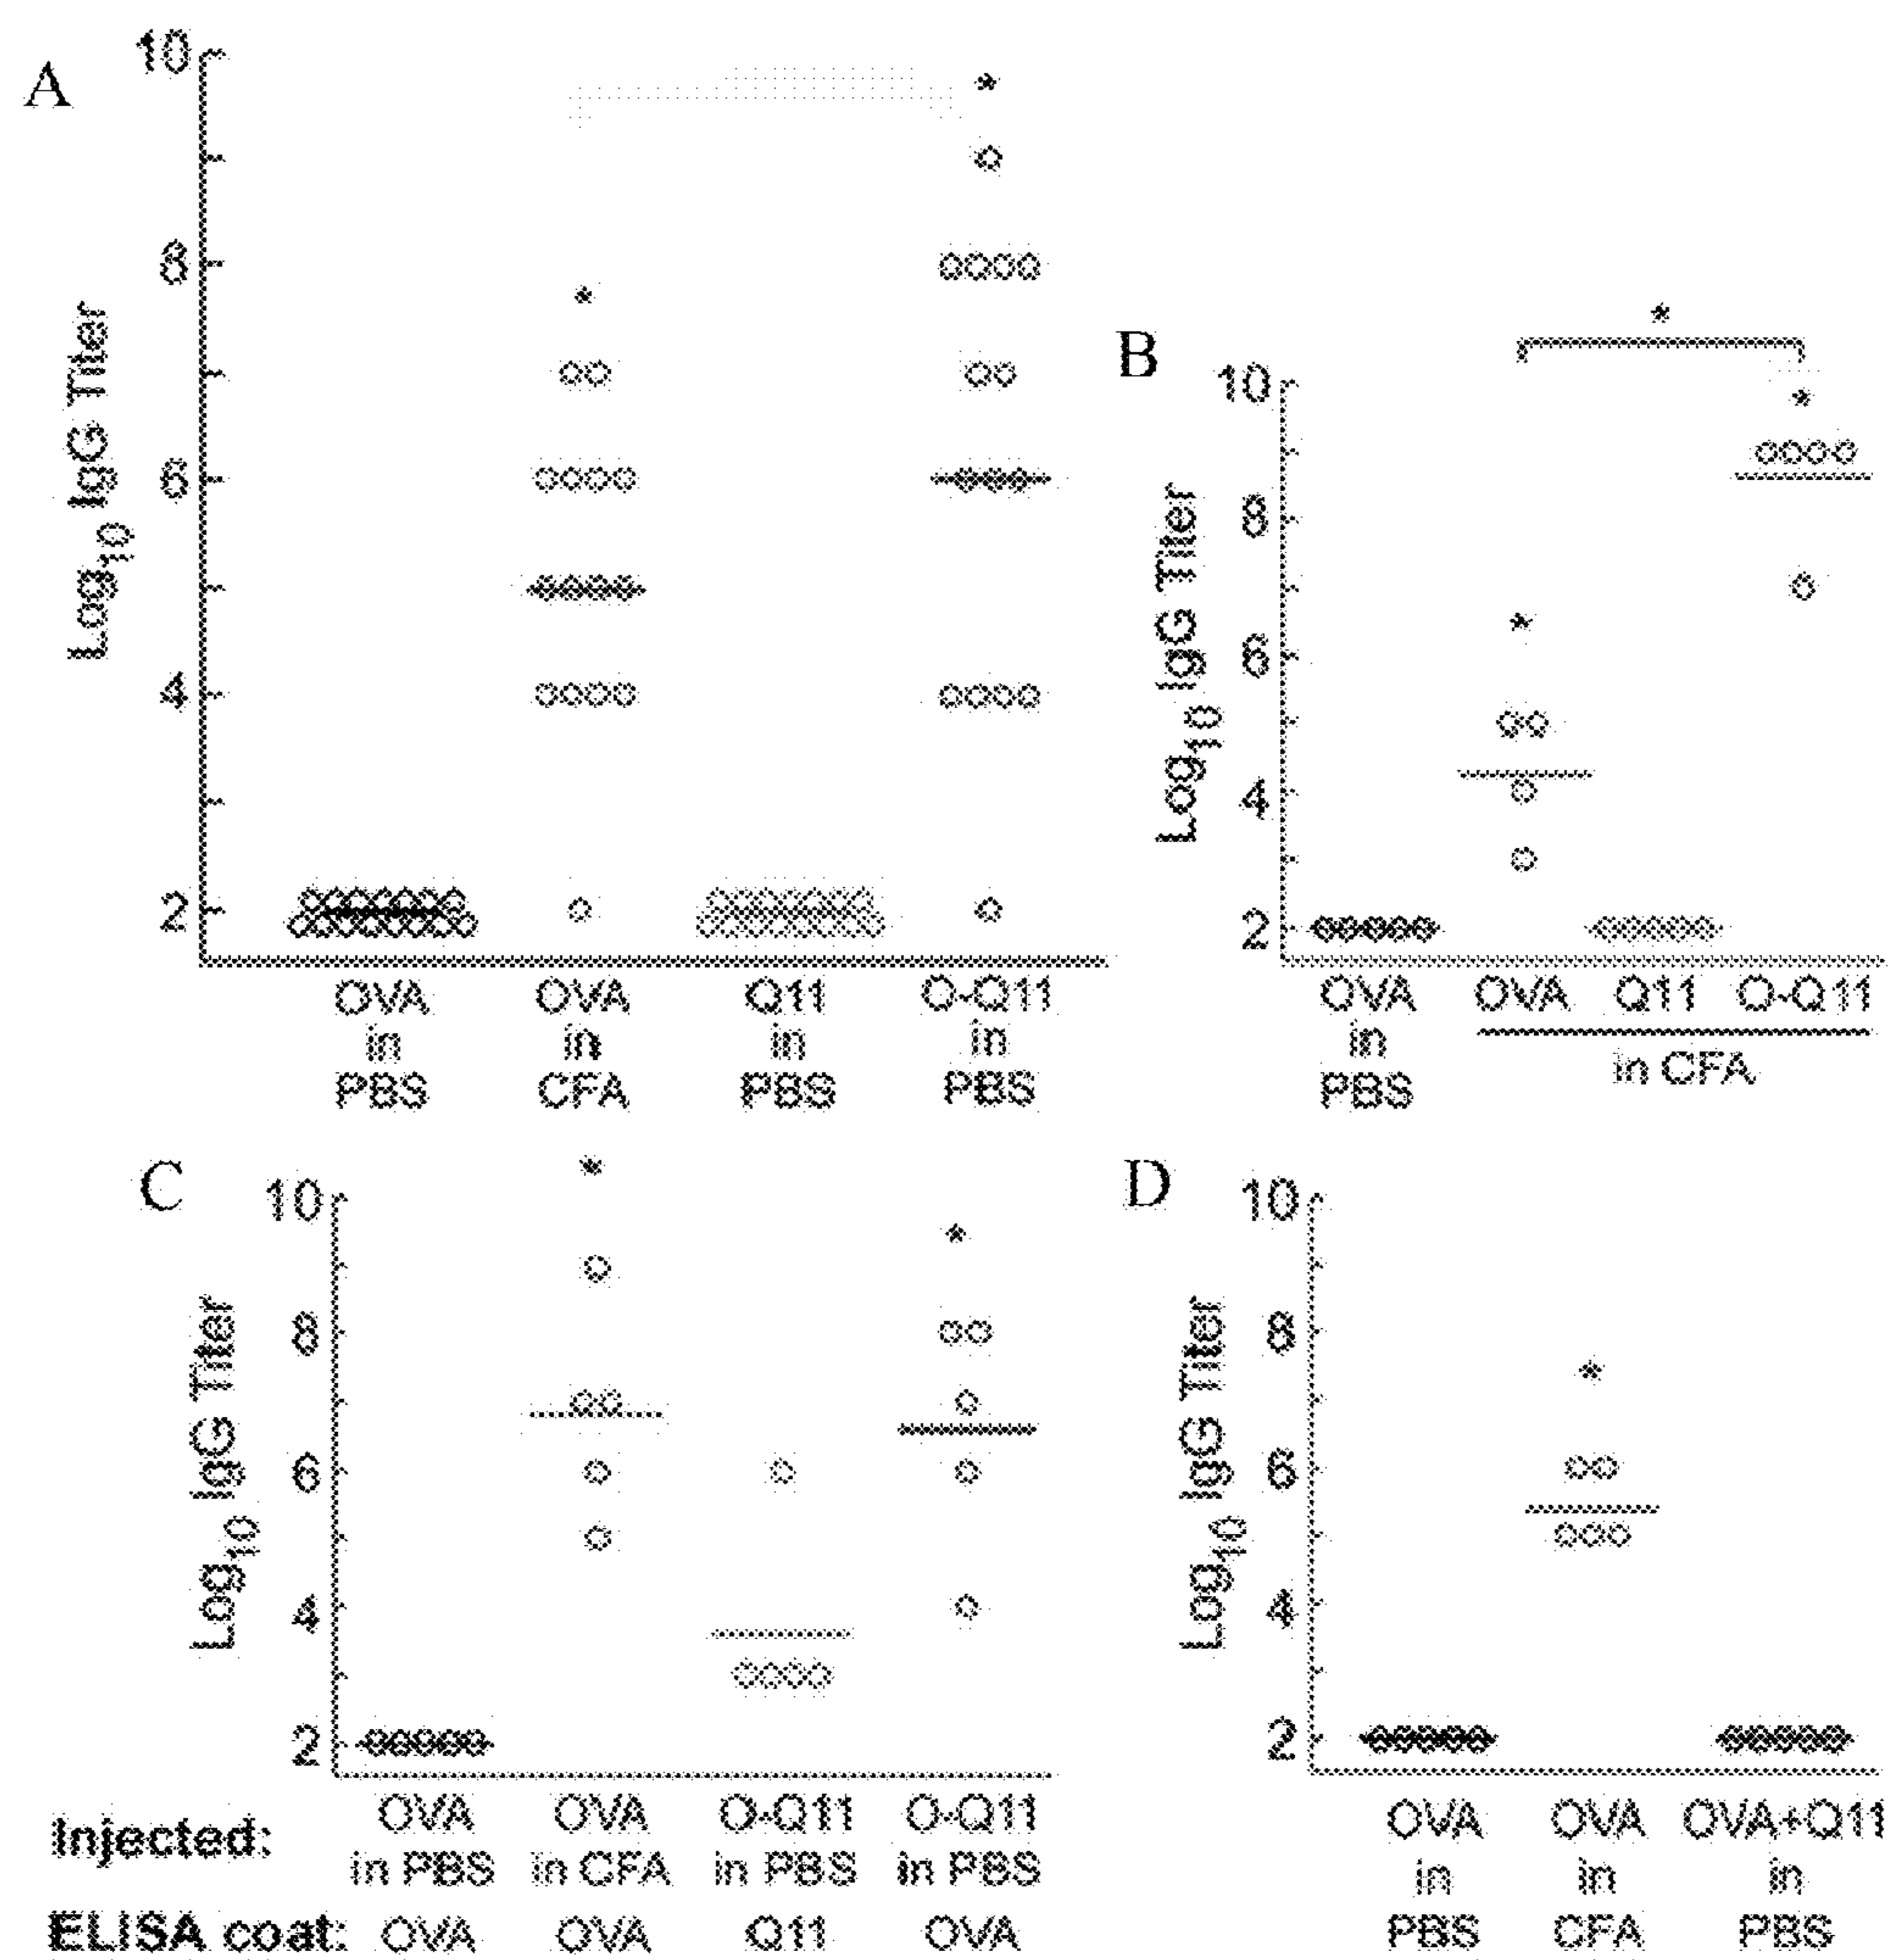 A
10
8
6
4
2
Log10 IgG Titer
*
*
OVA in PBS
OVA in CFA
Q11 in PBS
O-Q11 in PBS
B
10
8
6
4
2
Log10 IgG Titer
*
*
*
OVA in PBS
OVA Q11 O-Q11
in CFA
C
10
8
6
4
2
Log10 IgG Titer
*
*
Injected: OVA in PBS OVA in CFA O-Q11 in PBS O-Q11 in PBS
ELISA coat: OVA OVA Q11 OVA
D
10
8
6
4
2
Log10 IgG Titer
*
OVA in PBS
OVA in CFA
OVA+Q11 in PBS